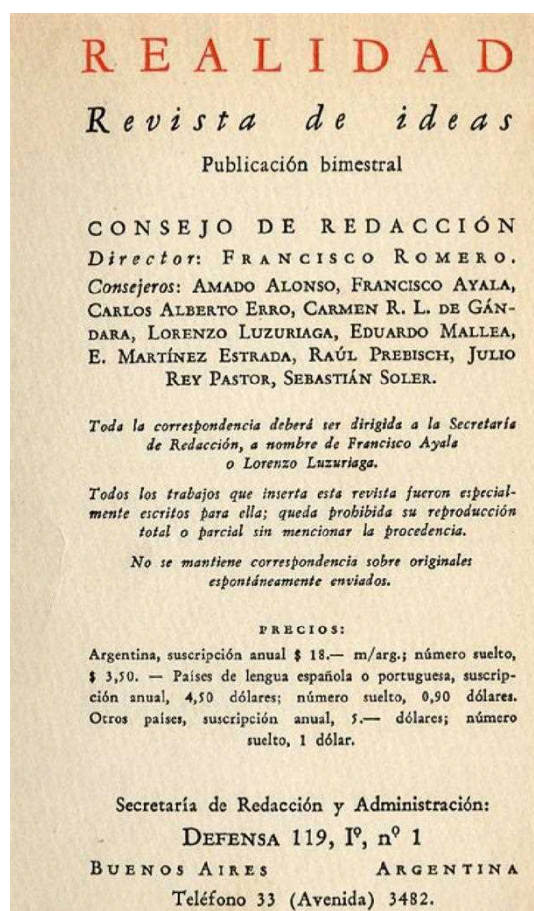 REALIDAD
Revista de ideas
Publicación bimestral
CONSEJO DE REDACCIÓN
Director: FRANCISCO ROMERO.
Consejeros: AMADO ALONSO, FRANCISCO AYALA,
CARLOS ALBERTO ERRO, CARMEN R. L. DE GÁN-
DARA, LORENZO LUZURIAGA, EDUARDO MALLEA,
E. MARTÍNEZ ESTRADA, RAÚL PREBISCH, JULIO
REY PASTOR, SEBASTIÁN SOLER.
Toda la correspondencia deberá ser dirigida a la Secretaría
de Redacción, a nombre de Francisco Ayala
o Lorenzo Luzuriaga.
Todos los trabajos que inserta esta revista fueron especial-
mente escritos para ella; queda prohibida su reproducción
total o parcial sin mencionar la procedencia.
No se mantiene correspondencia sobre originales
espontáneamente enviados.
PRECIOS:
Argentina, suscripción anual $ 18.— m/arg.; número suelto,
$ 3,50. — Países de lengua española o portuguesa, suscrip-
ción anual, 4,50 dólares; número suelto, 0,90 dólares.
Otros países, suscripción anual, 5.— dólares; número
suelto, 1 dólar.
Secretaría de Redacción y Administración:
DEFENSA 119, Iº, nº 1
BUENOS AIRES ARGENTINA
Teléfono 33 (Avenida) 3482.